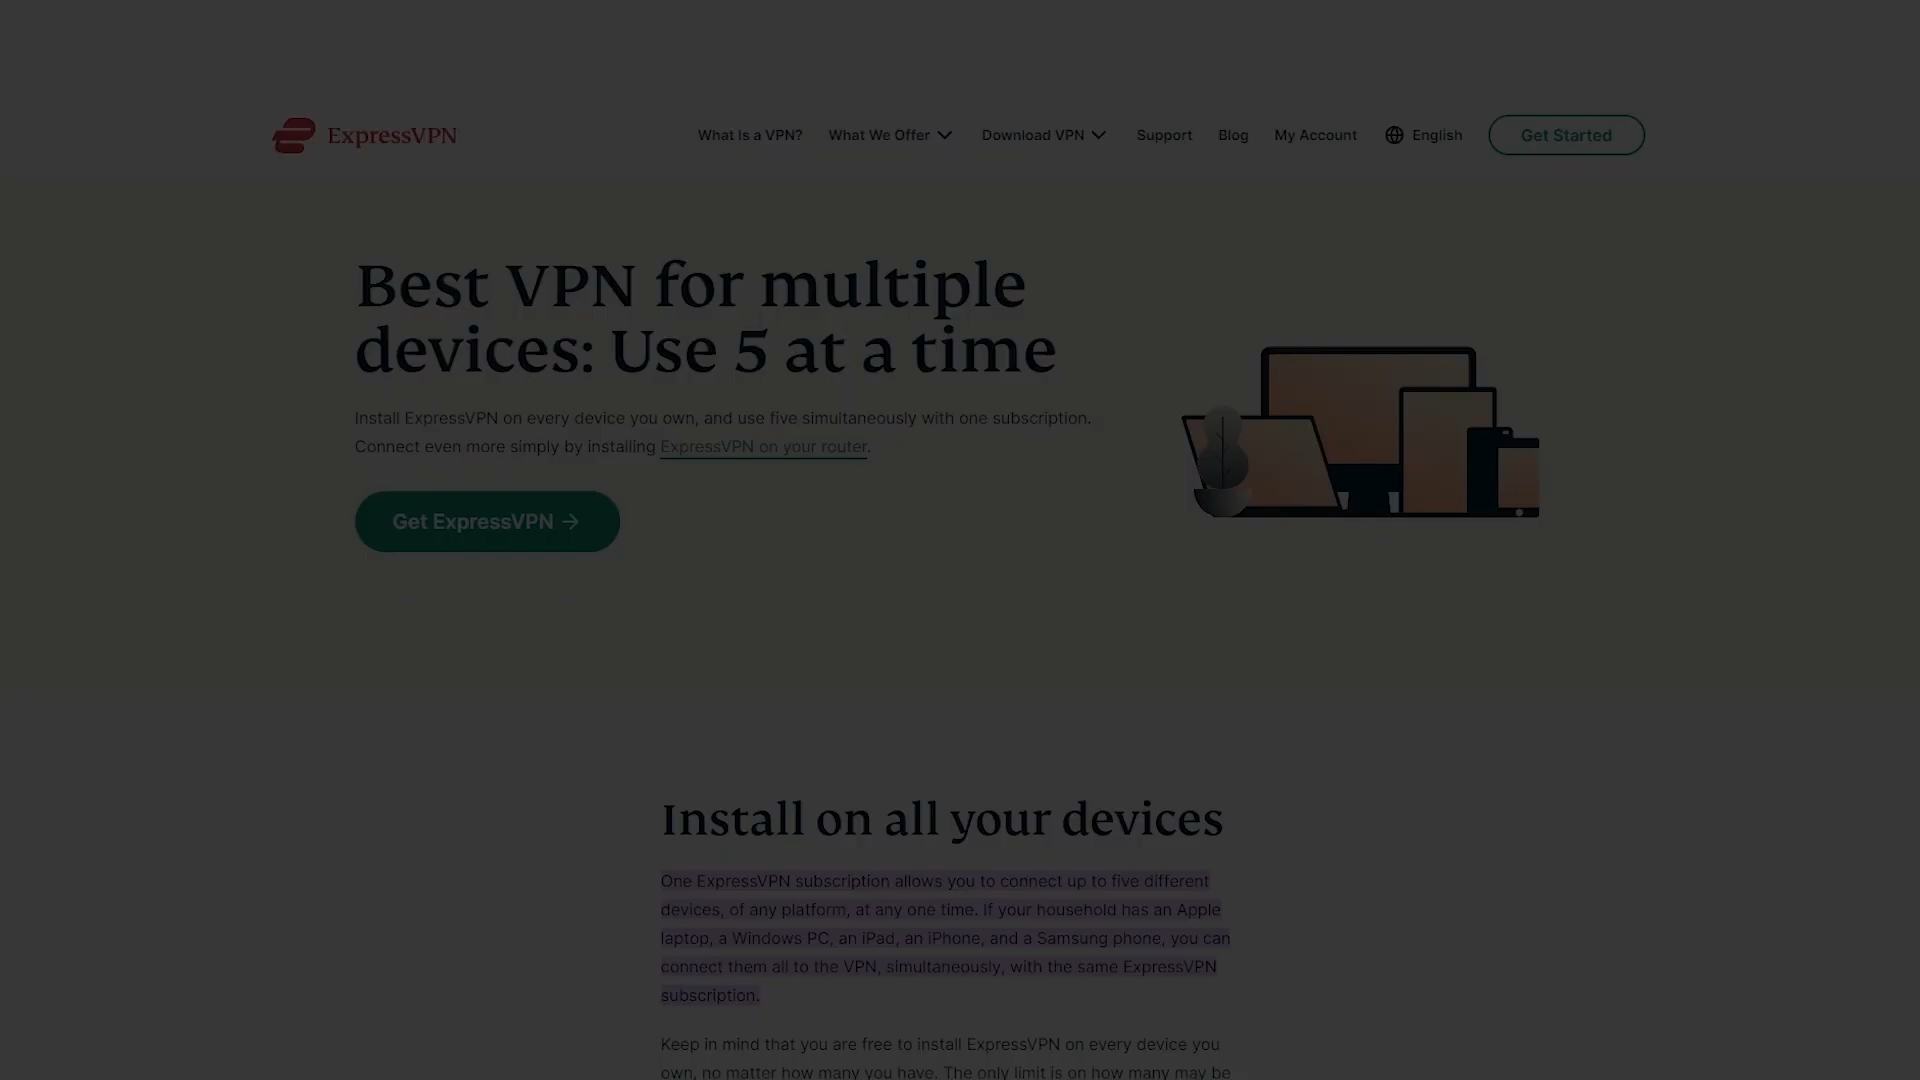 ExpressVPN
What Is a VPN?
What We Offer
Download VPN
Support
Blog
My Account
English
Get Started
Best VPN for multiple
devices: Use 5 at a time
Install ExpressVPN on every device you own, and use five simultaneously with one subscription.
Connect even more simply by installing ExpressVPN on your router.
Get ExpressVPN →
Install on all your devices
One ExpressVPN subscription allows you to connect up to five different
devices, of any platform, at any one time. If your household has an Apple
laptop, a Windows PC, an iPad, an iPhone, and a Samsung phone, you can
connect them all to the VPN, simultaneously, with the same ExpressVPN
subscription.
Keep in mind that you are free to install ExpressVPN on every device you
own, no matter how many you have. The only limit is on how many may be